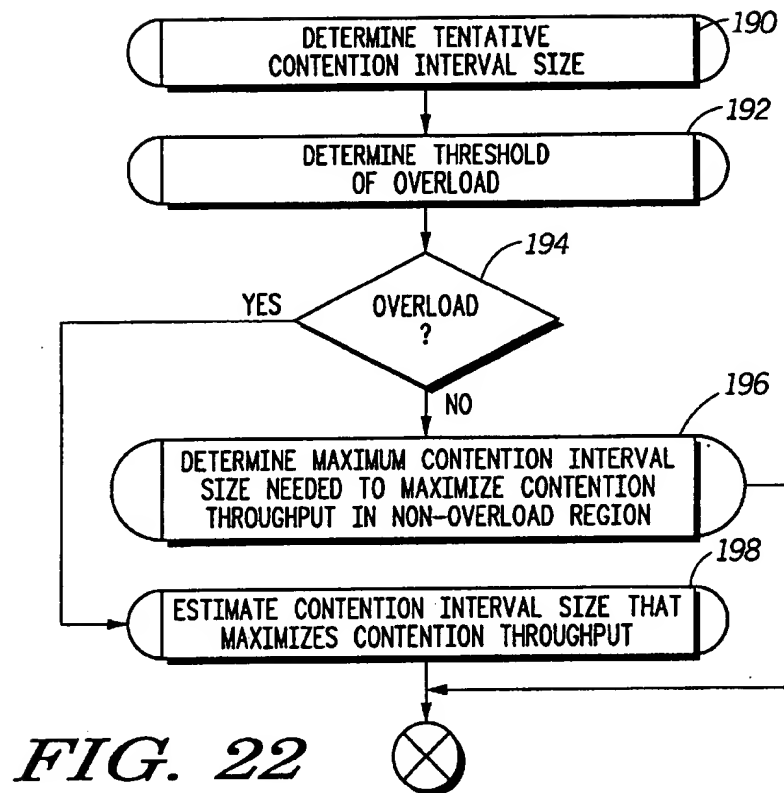 190
DETERMINE TENTATIVE
CONTENTION INTERVAL SIZE
192
DETERMINE THRESHOLD
OF OVERLOAD
194
YES
OVERLOAD
?
NO
196
DETERMINE MAXIMUM CONTENTION INTERVAL
SIZE NEEDED TO MAXIMIZE CONTENTION
THROUGHPUT IN NON-OVERLOAD REGION
198
ESTIMATE CONTENTION INTERVAL SIZE THAT
MAXIMIZES CONTENTION THROUGHPUT
FIG. 22